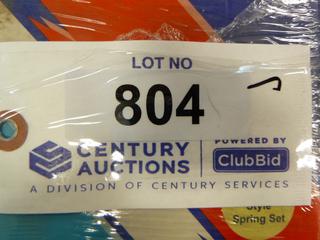 LOT NO
804
CENTURY
AUCTIONS
POWERED BY
ClubBid
A DIVISION OF CENTURY SERVICES
Style
Spring Set